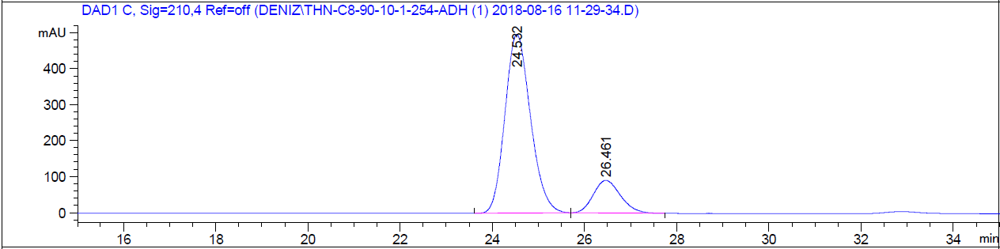 DAD1 C, Sig=210,4 Ref=off (DENIZ\THN-C8-90-10-1-254-ADH (1) 2018-08-16 11-29-34.D)
mAU
24.532
400
300
26.461
200
100
0
16 18 20 22 24 26 28 30 32 34 min